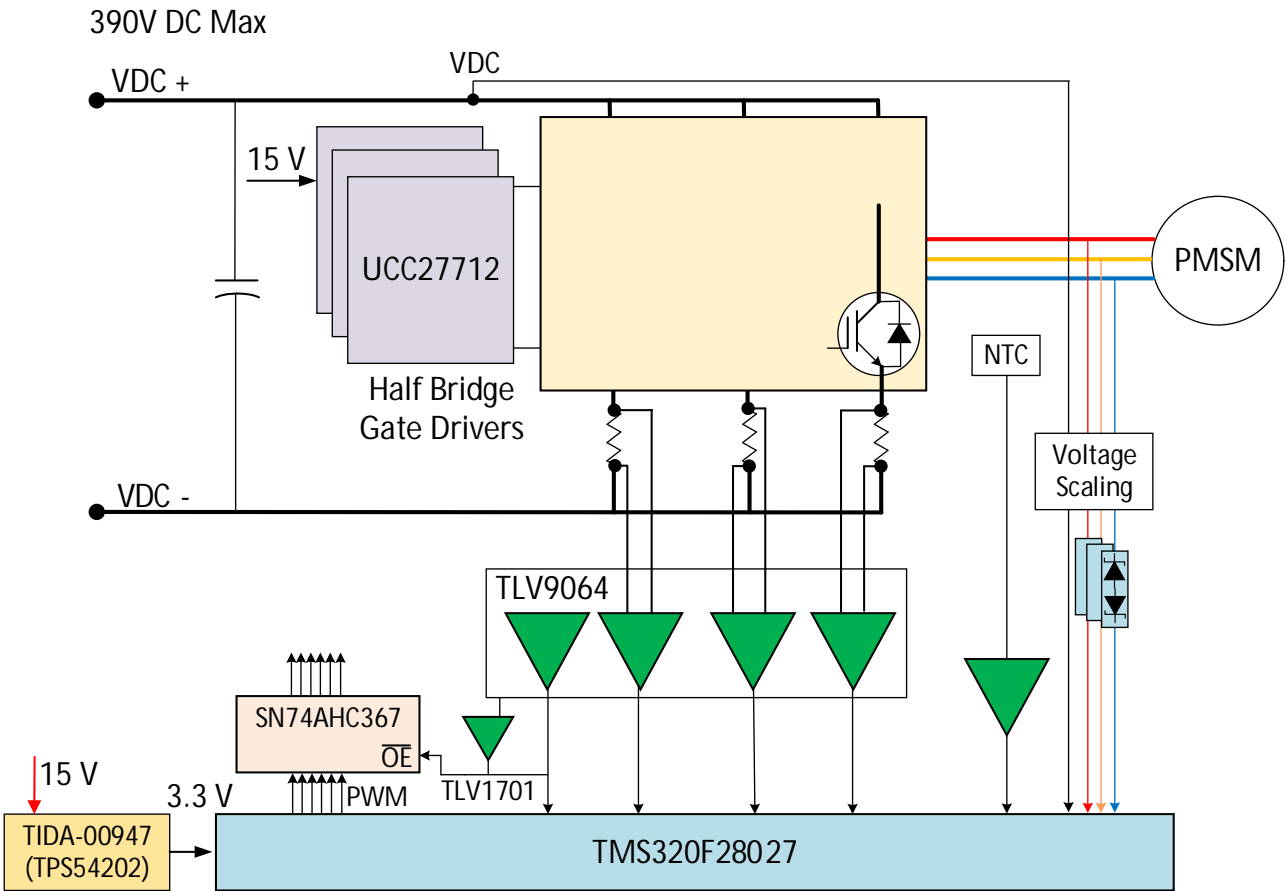 390V DC Max
VDC +
VDC
15 V
UCC27712
PMSM
Half Bridge
Gate Drivers
NTC
Voltage
Scaling
VDC -
TLV9064
SN74AHC367
OE
TLV1701
15 V
3.3 V
PWM
TIDA-00947
(TPS54202)
TMS320F28027